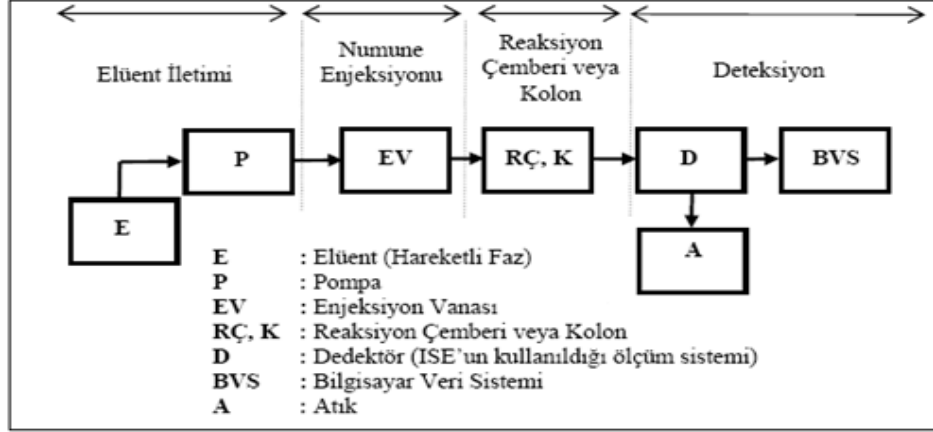 Elüent İletimi
Numune
Enjeksiyonu
Reaksiyon
Çemberi veya
Kolon
Deteksiyon
P
EV
RÇ, K
D
BVS
E
A
E : Elüent (Hareketli Faz)
P : Pompa
EV : Enjeksiyon Vanası
RÇ, K : Reaksiyon Çemberi veya Kolon
D : Dedektör (ISE'un kullanıldığı ölçüm sistemi)
BVS : Bilgisayar Veri Sistemi
A : Atık